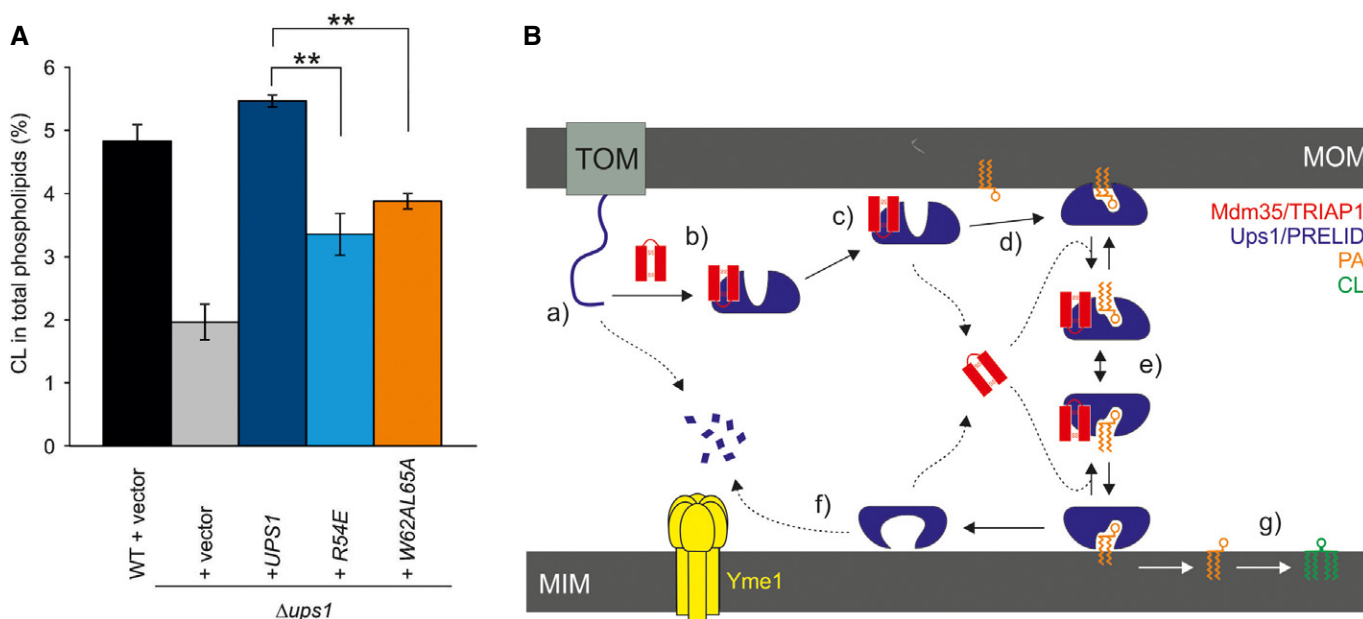 A
CL in total phospholipids (%)
6
5
4
3
2
1
0
**
**
WT + vector
+ vector
+UPS1
+ R54E
+ W62AL65A
Δups1
B
TOM
MOM
Mdm35/TRIAP1
Ups1/PRELID
PA
CL
a)
b)
c)
d)
e)
f)
g)
Yme1
MIM